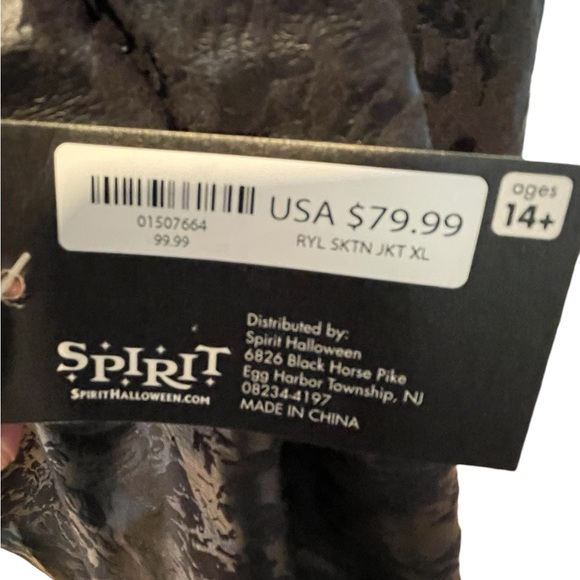 01507664
99.99
USA $79.99
RYL SKTN JKT XL
ages
14+
SPIRIT
SPIRITHALLOWEEN.COM
Distributed by:
Spirit Halloween
6826 Black Horse Pike
Egg Harbor Township, NJ
08234-4197
MADE IN CHINA